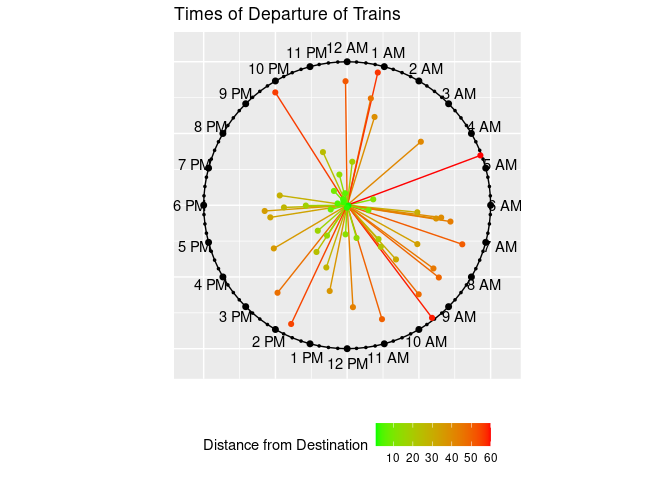 Times of Departure of Trains
12 AM
11 PM
1 AM
10 PM
2 AM
9 PM
3 AM
8 PM
4 AM
7 PM
5 AM
6 PM
6 AM
5 PM
7 AM
4 PM
8 AM
3 PM
9 AM
2 PM
10 AM
1 PM
11 AM
12 PM
Distance from Destination
10 20 30 40 50 60